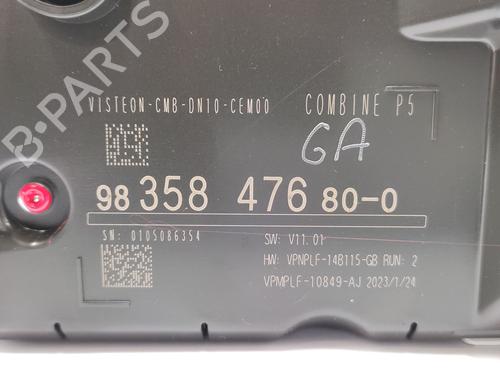 B-PARTS
VISTEON-CMB-DN10-CEM00 COMBINE P5
GA
98 358 476 80-0
SN: 0105086354 SW: V11.01
HW: VPNPLF-14B115-GB RUN: 2
VPMPLF-10849-AJ 2023/1/24